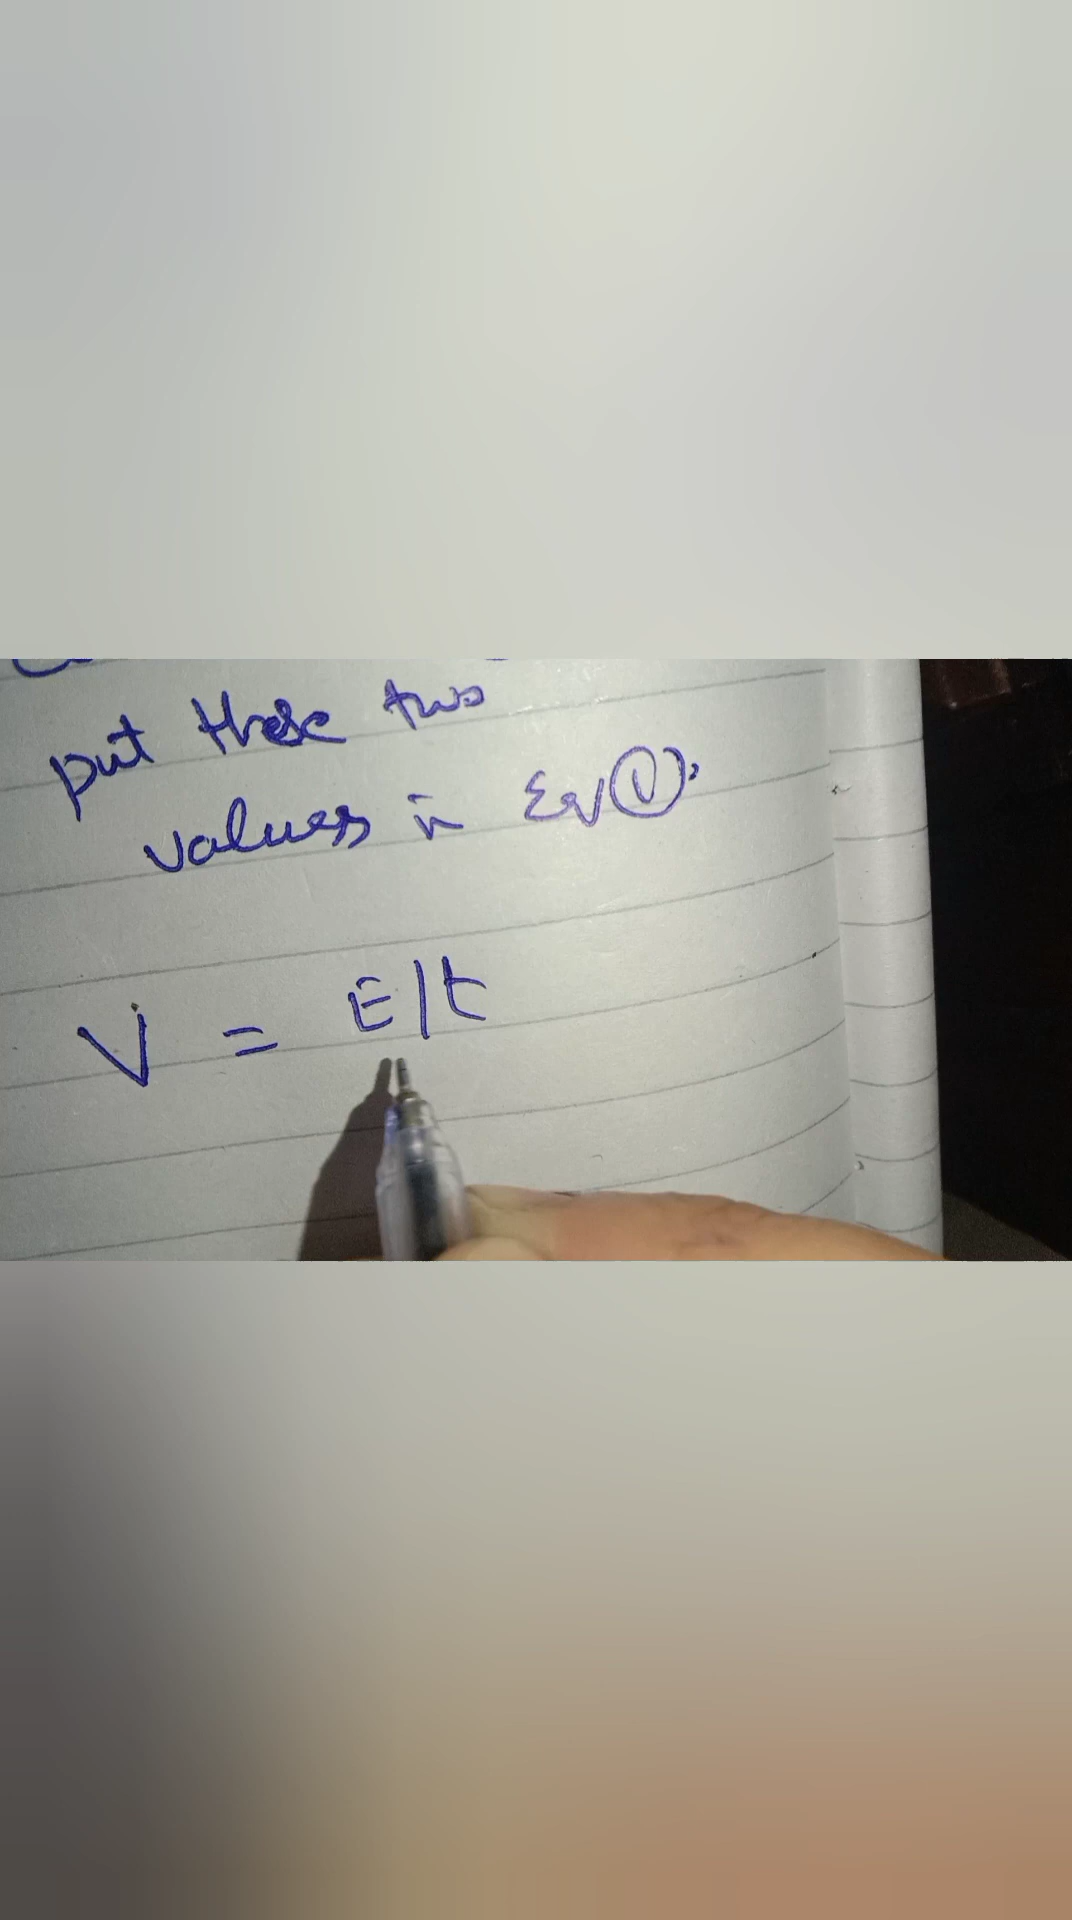 put these two
values in Eq ①.
V = E/t